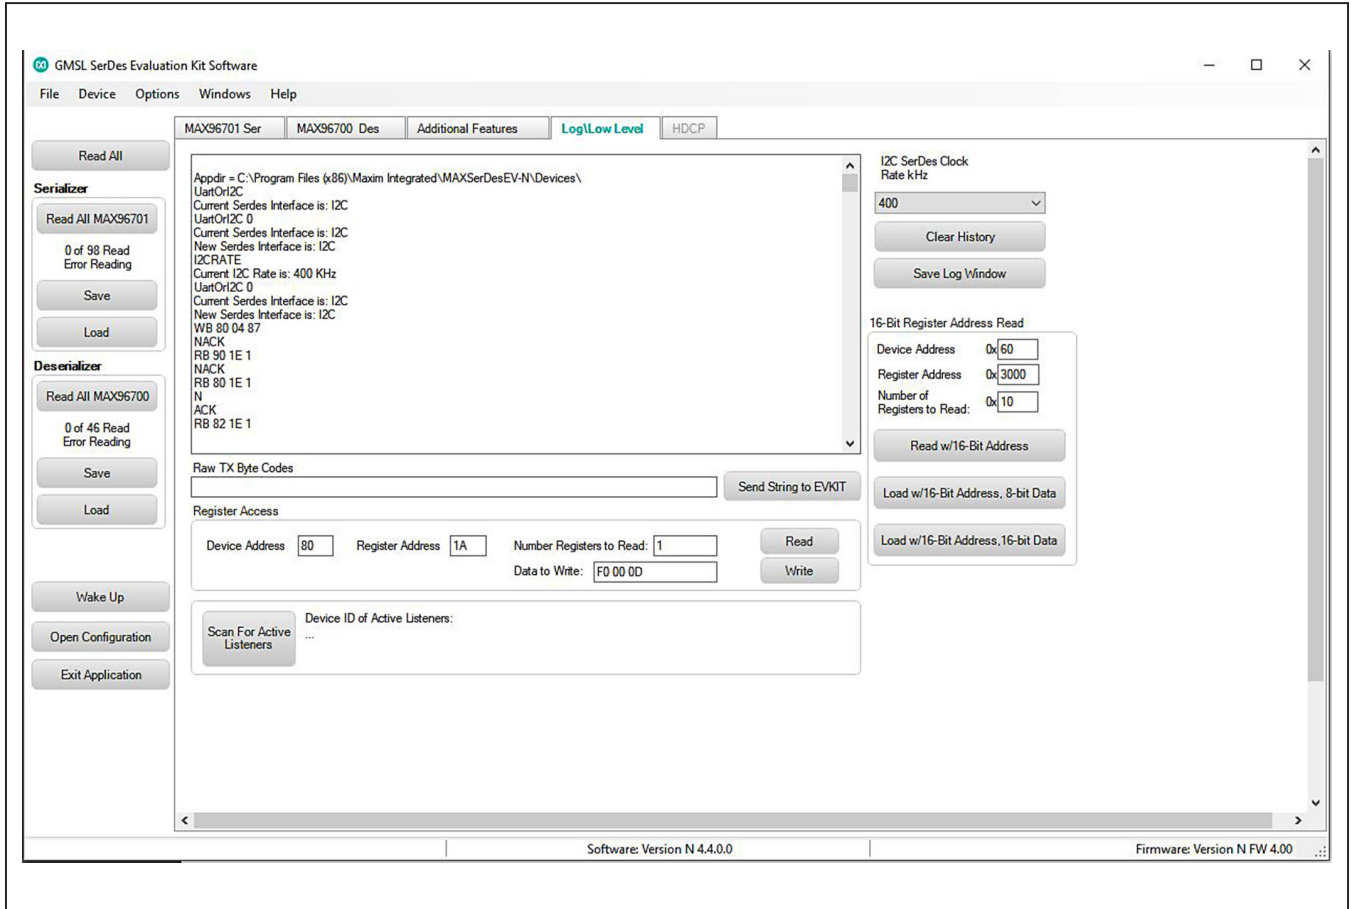 GMSL SerDes Evaluation Kit Software
File Device Options Windows Help
MAX96701 Ser MAX96700 Des Additional Features Log\Low Level HDCP
Read All
Serializer
Read All MAX96701
0 of 98 Read
Error Reading
Save
Load
Deserializer
Read All MAX96700
0 of 46 Read
Error Reading
Save
Load
Wake Up
Open Configuration
Exit Application
Appdir = C:\Program Files (x86)\Maxim Integrated\MAXSerDesEV-N\Devices\
UartOrI2C
Current Serdes Interface is: I2C
UartOrI2C 0
Current Serdes Interface is: I2C
New Serdes Interface is: I2C
I2CRATE
Current I2C Rate is: 400 KHz
UartOrI2C 0
Current Serdes Interface is: I2C
New Serdes Interface is: I2C
WB 80 04 87
NACK
RB 90 1E 1
NACK
RB 80 1E 1
N
ACK
RB 82 1E 1
Raw TX Byte Codes
Send String to EVKIT
Register Access
Device Address 80 Register Address 1A Number Registers to Read: 1 Read
Data to Write: F0 00 0D Write
Scan For Active
Listeners
Device ID of Active Listeners:
...
I2C SerDes Clock
Rate kHz
400
Clear History
Save Log Window
16-Bit Register Address Read
Device Address 0x 60
Register Address 0x 3000
Number of
Registers to Read: 0x 10
Read w/16-Bit Address
Load w/16-Bit Address, 8-bit Data
Load w/16-Bit Address,16-bit Data
Software: Version N 4.4.0.0
Firmware: Version N FW 4.00